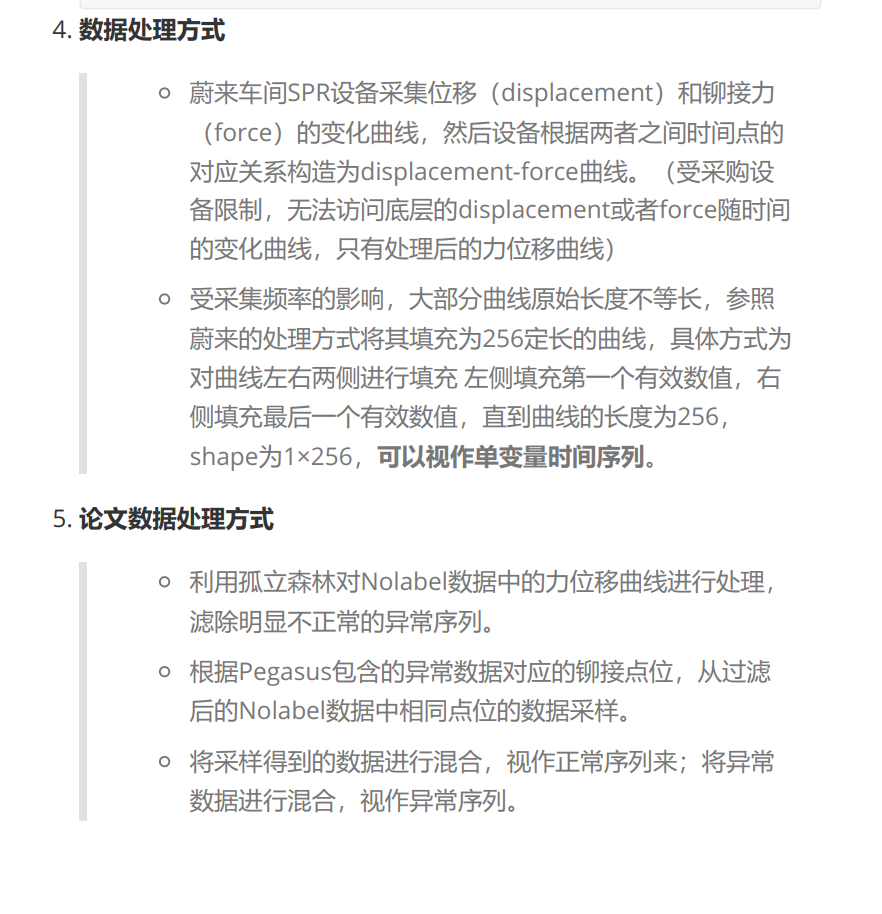 4. 数据处理方式
蔚来车间SPR设备采集位移（displacement）和铆接力
（force）的变化曲线，然后设备根据两者之间时间点的
对应关系构造为displacement-force曲线。（受采购设
备限制，无法访问底层的displacement或者force随时间
的变化曲线，只有处理后的力位移曲线）
受采集频率的影响，大部分曲线原始长度不等长，参照
蔚来的处理方式将其填充为256定长的曲线，具体方式为
对曲线左右两侧进行填充 左侧填充第一个有效数值，右
侧填充最后一个有效数值，直到曲线的长度为256，
shape为1×256，可以视作单变量时间序列。
5. 论文数据处理方式
利用孤立森林对Nolabel数据中的力位移曲线进行处理，
滤除明显不正常的异常序列。
根据Pegasus包含的异常数据对应的铆接点位，从过滤
后的Nolabel数据中相同点位的数据采样。
将采样得到的数据进行混合，视作正常序列来；将异常
数据进行混合，视作异常序列。